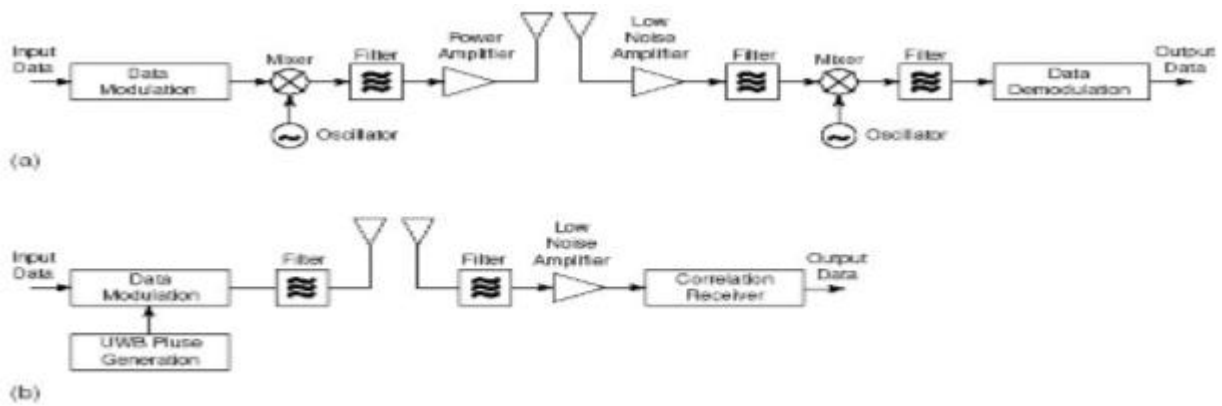 Input
Data
Data
Modulation
Mixer
Oscillator
Filter
Power
Amplifier
Low
Noise
Amplifier
Filter
Mixer
Oscillator
Filter
Data
Demodulation
Output
Data
(a)
Input
Data
Data
Modulation
UWB Pluse
Generation
Filter
Filter
Low
Noise
Amplifier
Correlation
Receiver
Output
Data
(b)